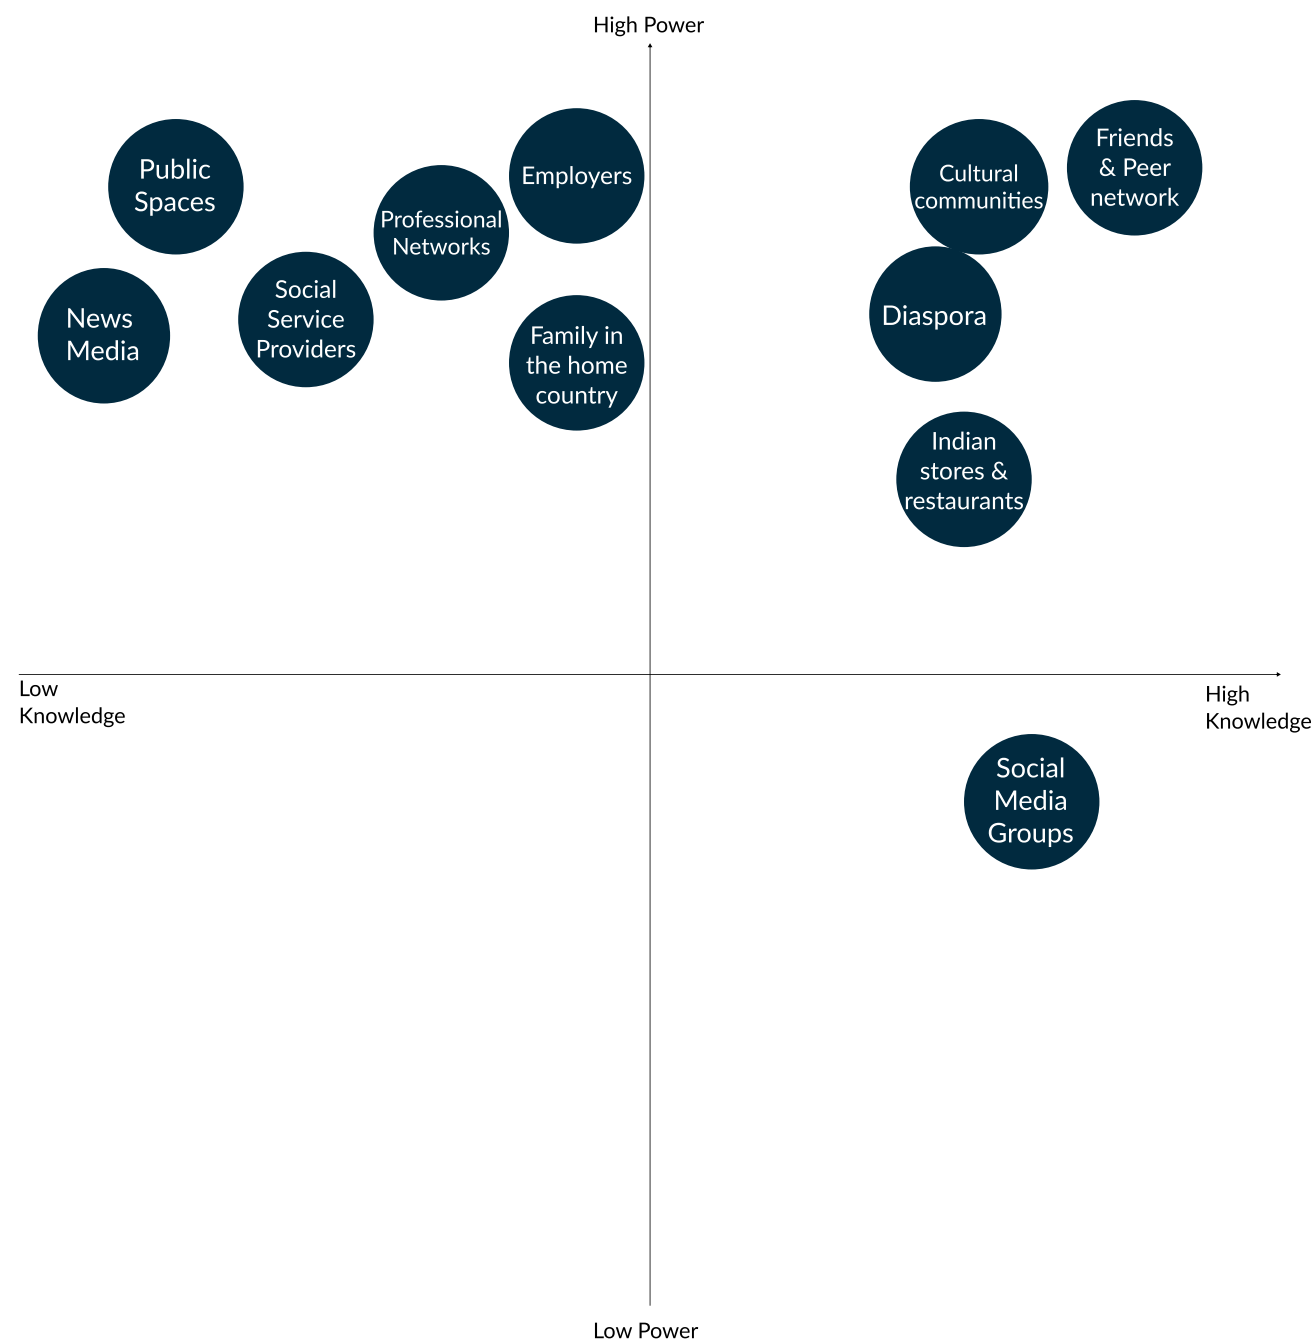 High Power
Public
Spaces
Employers
Professional
Networks
Cultural
communities
Friends
& Peer
network
News
Media
Social
Service
Providers
Family in
the home
country
Diaspora
Indian
stores &
restaurants
Low
Knowledge
High
Knowledge
Social
Media
Groups
Low Power